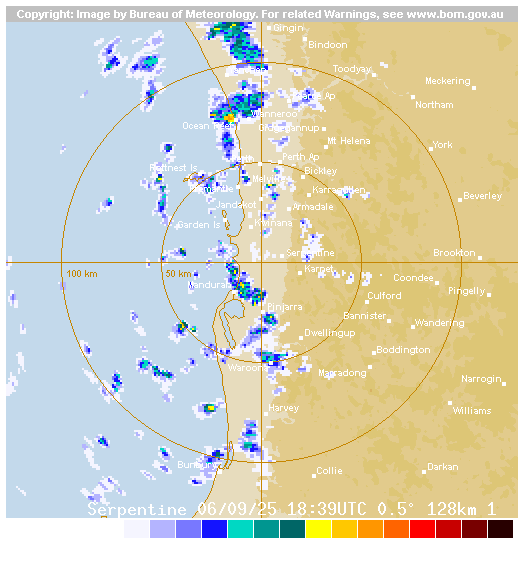 Copyright: Image by Bureau of Meteorology. For related Warnings, see www.bom.gov.au
Gingin
Bindoon
Toodyay
Meckering
Northam
Wanneroo
Ocean Reef
Mt Helena
York
Perth Ap
Rottnest Is
Bickley
Melville
Beverley
Jandakot
Armadale
Garden Is
Kwinana
Serpentine
Brookton
Karnet
100 km
50 km
Coondee
Mandurah
Pingelly
Culford
Pinjarra
Bannister
Wandering
Dwellingup
Boddington
Waroona
Marradong
Narrogin
Harvey
Williams
Bunbury
Collie
Darkan
Serpentine 06/09/25 18:39UTC 0.5° 128km 1